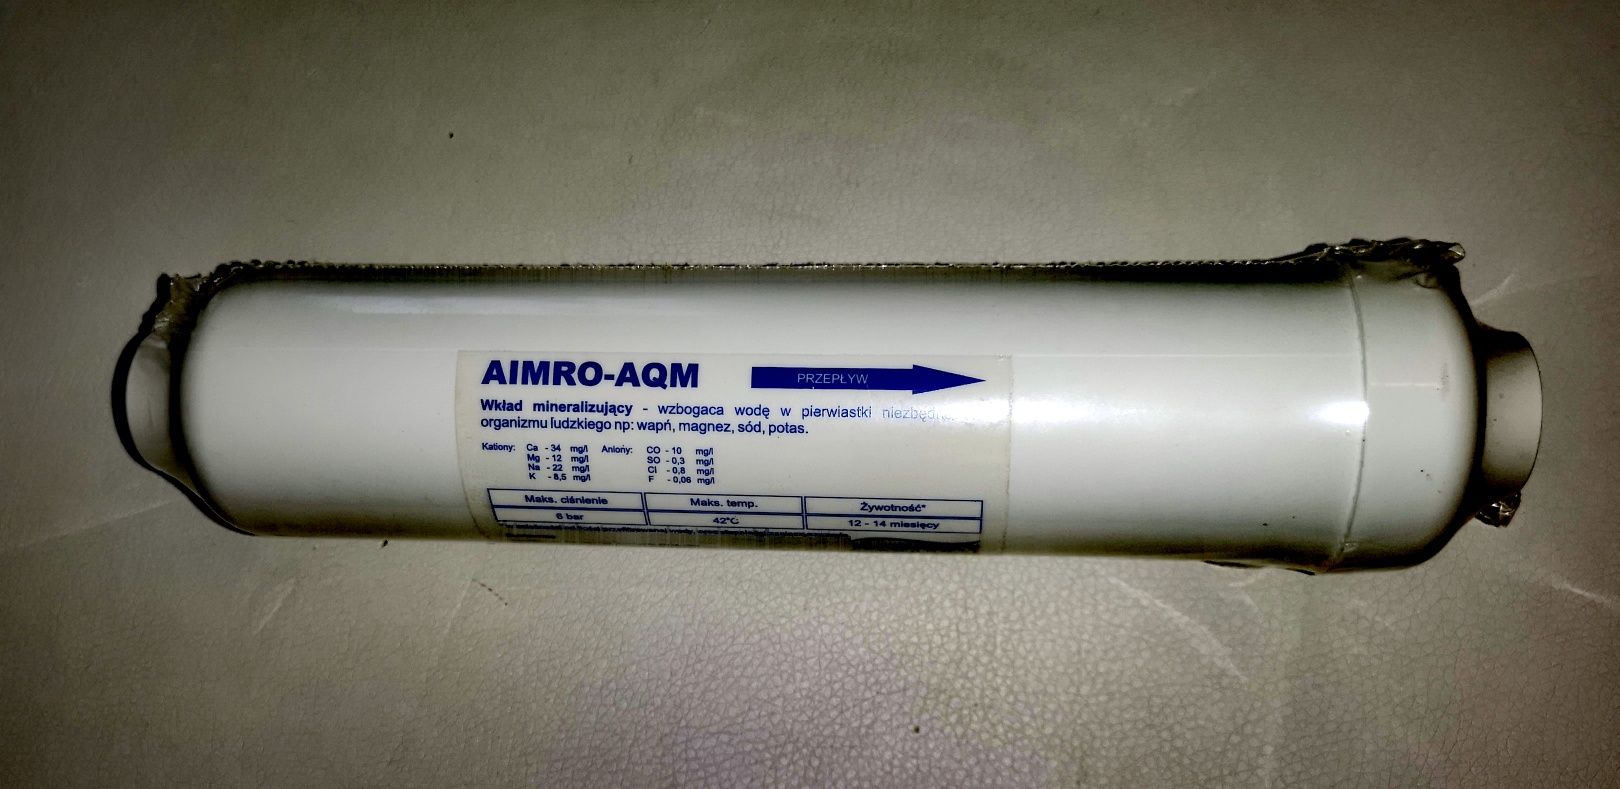 AIMRO-AQM
PRZEPŁYW
Wkład mineralizujący - wzbogaca wodę w pierwiastki
organizmu ludzkiego np: wapń, magnez, sód, potas.
Kationy: Ca - 34 mg/l Aniony: CO - 10 mg/l
Mg - 12 mg/l SO - 0,3 mg/l
Na - 22 mg/l Cl - 0,8 mg/l
K - 8,5 mg/l F - 0,06 mg/l
Maks. ciśnienie Maks. temp. Żywotność*
6 bar 42°C 12 - 14 miesięcy